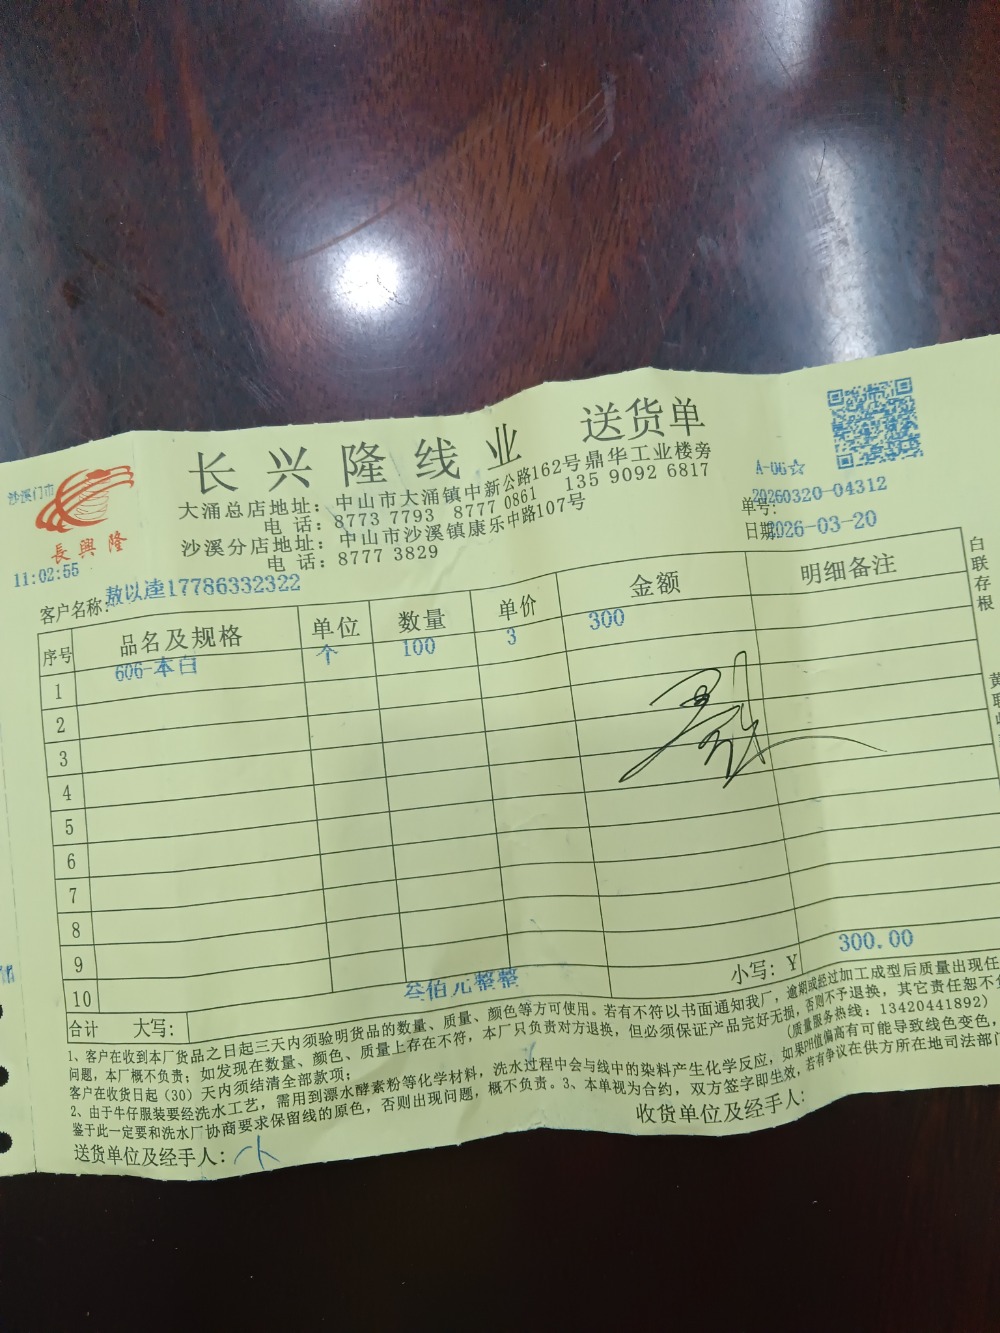 沙溪门市
長興隆
11:02:55
长兴隆线业 送货单
大涌总店地址：中山市大涌镇中新公路162号鼎华工业楼旁
电话：8773 7793 8777 0861 135 9092 6817
沙溪分店地址：中山市沙溪镇康乐中路107号
电话：8777 3829
A-06☆
单号：20260320-04312
日期2026-03-20
客户名称：敖以逵17786332322
序号 品名及规格 单位 数量 单价 金额 明细备注
1 606-本白 个 100 3 300
2
3
4
5
6
7
8
9
10
合计 大写： 叁佰元整整 小写：Y 300.00
1、客户在收到本厂货品之日起三天内须验明货品的数量、质量、颜色等方可使用。若有不符以书面通知我厂，逾期或经过加工成型后质量出现任
问题，本厂概不负责；如发现在数量、颜色、质量上存在不符，本厂只负责对方退换，但必须保证产品完好无损，否则不予退换，其它责任恕不负
客户在收货日起（30）天内须结清全部款项； （质量服务热线：13420441892）
2、由于牛仔服装要经洗水工艺，需用到漂水酵素粉等化学材料，洗水过程中会与线中的染料产生化学反应，如果PH值偏高有可能导致线色变色，
鉴于此一定要和洗水厂协商要求保留线的原色，否则出现问题，概不负责。3、本单视为合约，双方签字即生效，若有争议在供方所在地司法部门
送货单位及经手人： 收货单位及经手人：
白联存根
黄联